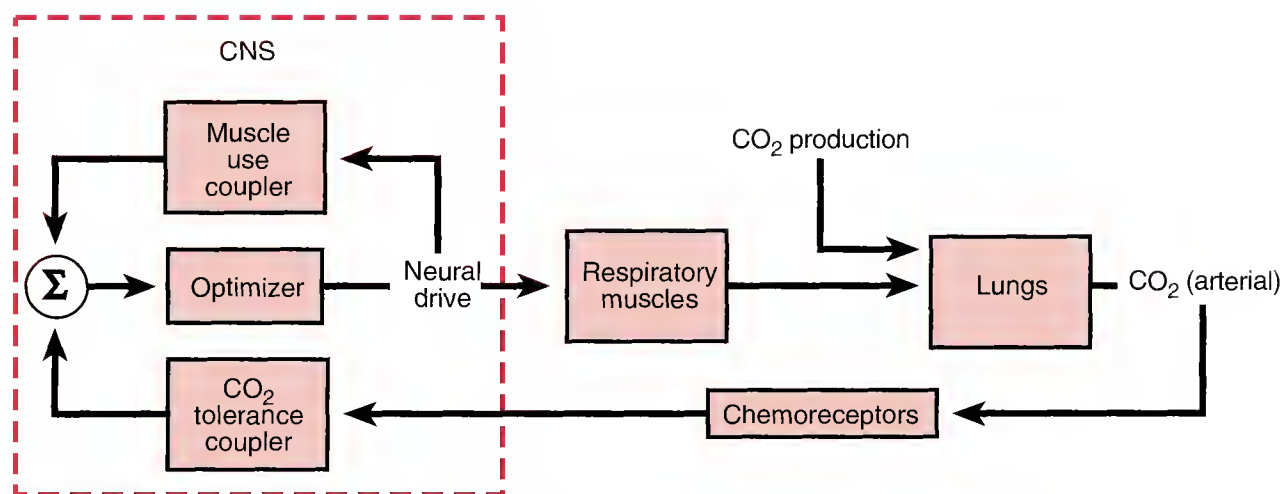 CNS
Muscle
use
coupler
CO₂ production
Σ
Optimizer
Neural
drive
Respiratory
muscles
Lungs
CO₂ (arterial)
CO₂
tolerance
coupler
Chemoreceptors